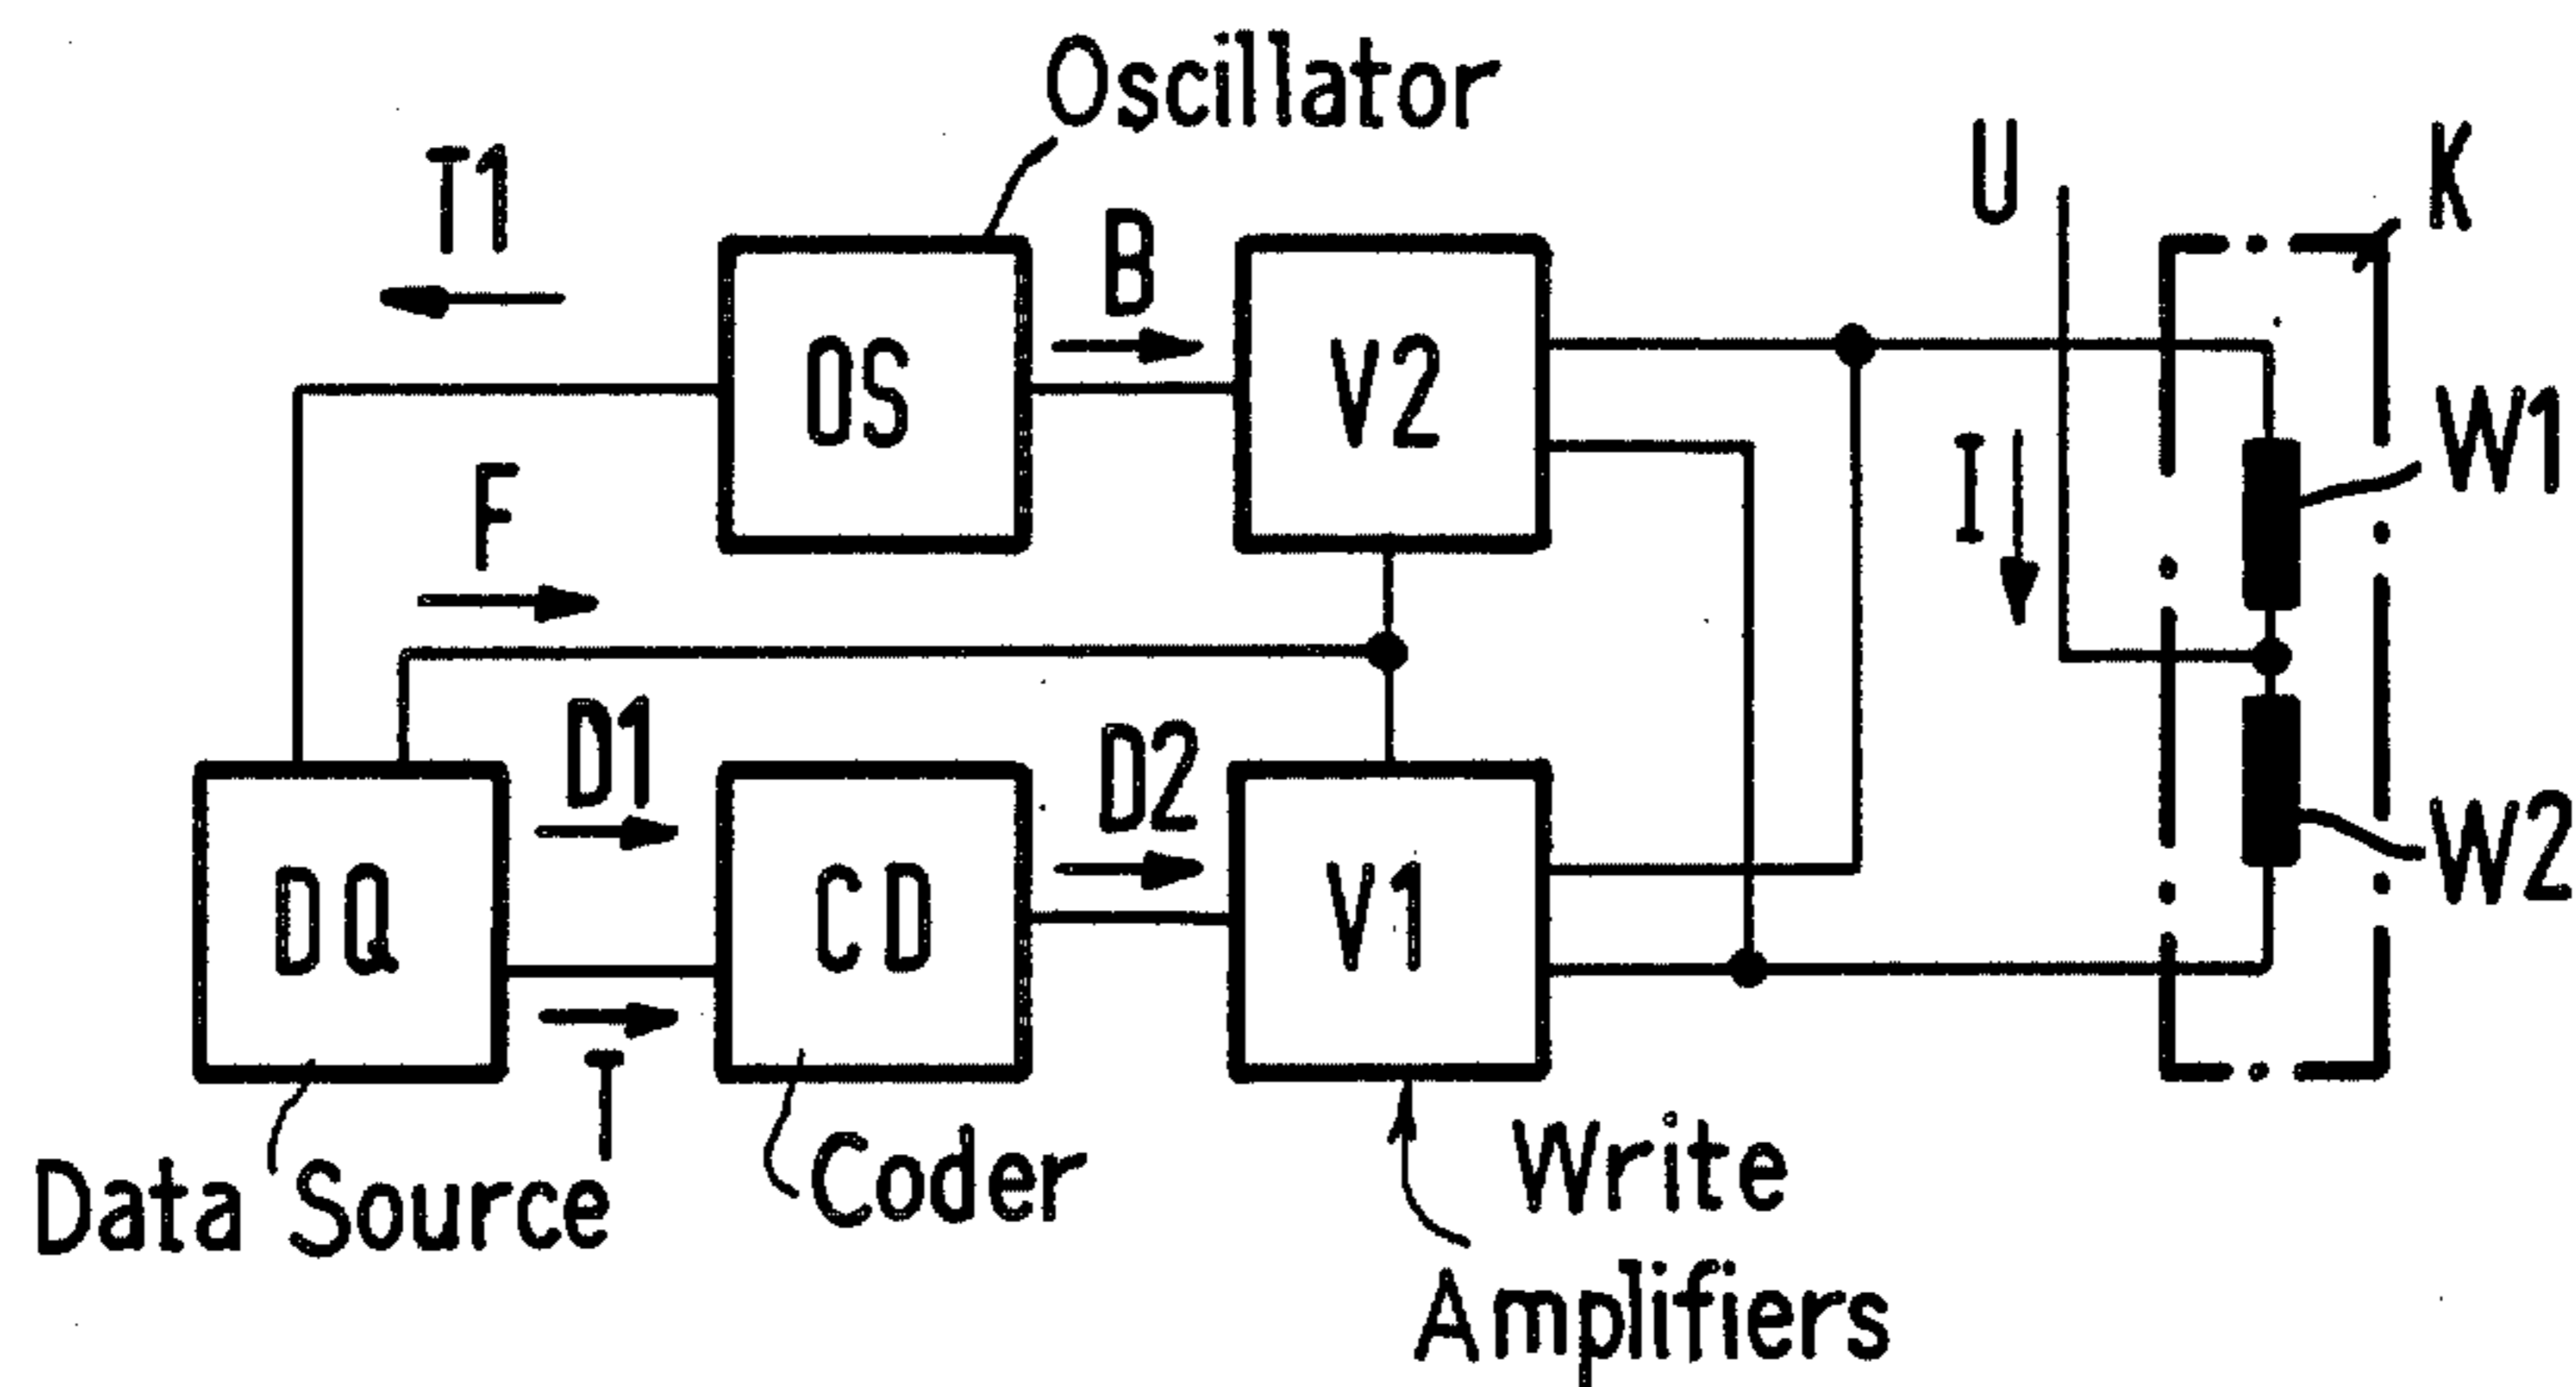 Oscillator
T1
B
U
K
OS
V2
W1
F
I
D1
D2
W2
DQ
CD
V1
T
Data Source
Coder
Write
Amplifiers